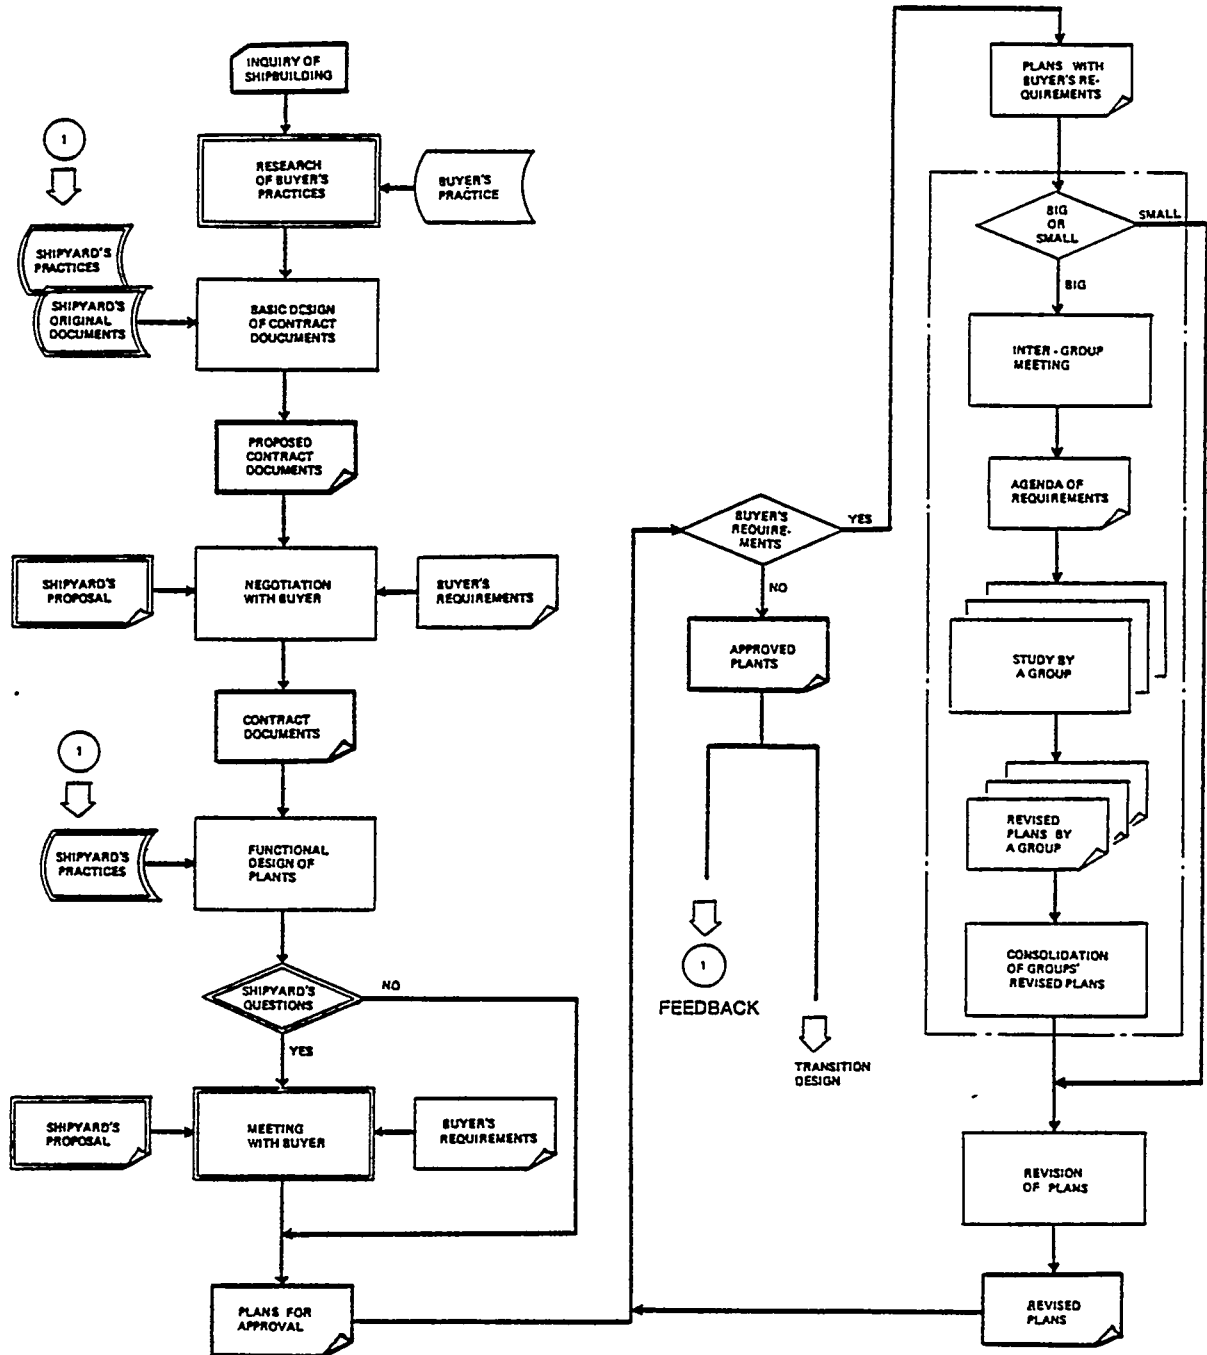 INQUIRY OF
SHIPBUILDING
1
RESEARCH
OF BUYER'S
PRACTICES
BUYER'S
PRACTICE
SHIPYARD'S
PRACTICES
SHIPYARD'S
ORIGINAL
DOCUMENTS
BASIC DESIGN
OF CONTRACT
DOUCUMENTS
PROPOSED
CONTRACT
DOCUMENTS
SHIPYARD'S
PROPOSAL
NEGOTIATION
WITH BUYER
BUYER'S
REQUIREMENTS
CONTRACT
DOCUMENTS
1
SHIPYARD'S
PRACTICES
FUNCTIONAL
DESIGN OF
PLANTS
SHIPYARD'S
QUESTIONS
NO
YES
SHIPYARD'S
PROPOSAL
MEETING
WITH BUYER
BUYER'S
REQUIREMENTS
PLANS FOR
APPROVAL
BUYER'S
REQUIRE-
MENTS
YES
NO
APPROVED
PLANTS
1
FEEDBACK
TRANSITION
DESIGN
PLANS WITH
BUYER'S RE-
QUIREMENTS
BIG
OR
SMALL
SMALL
BIG
INTER - GROUP
MEETING
AGENDA OF
REQUIREMENTS
STUDY BY
A GROUP
REVISED
PLANS BY
A GROUP
CONSOLIDATION
OF GROUPS'
REVISED PLANS
REVISION
OF PLANS
REVISED
PLANS